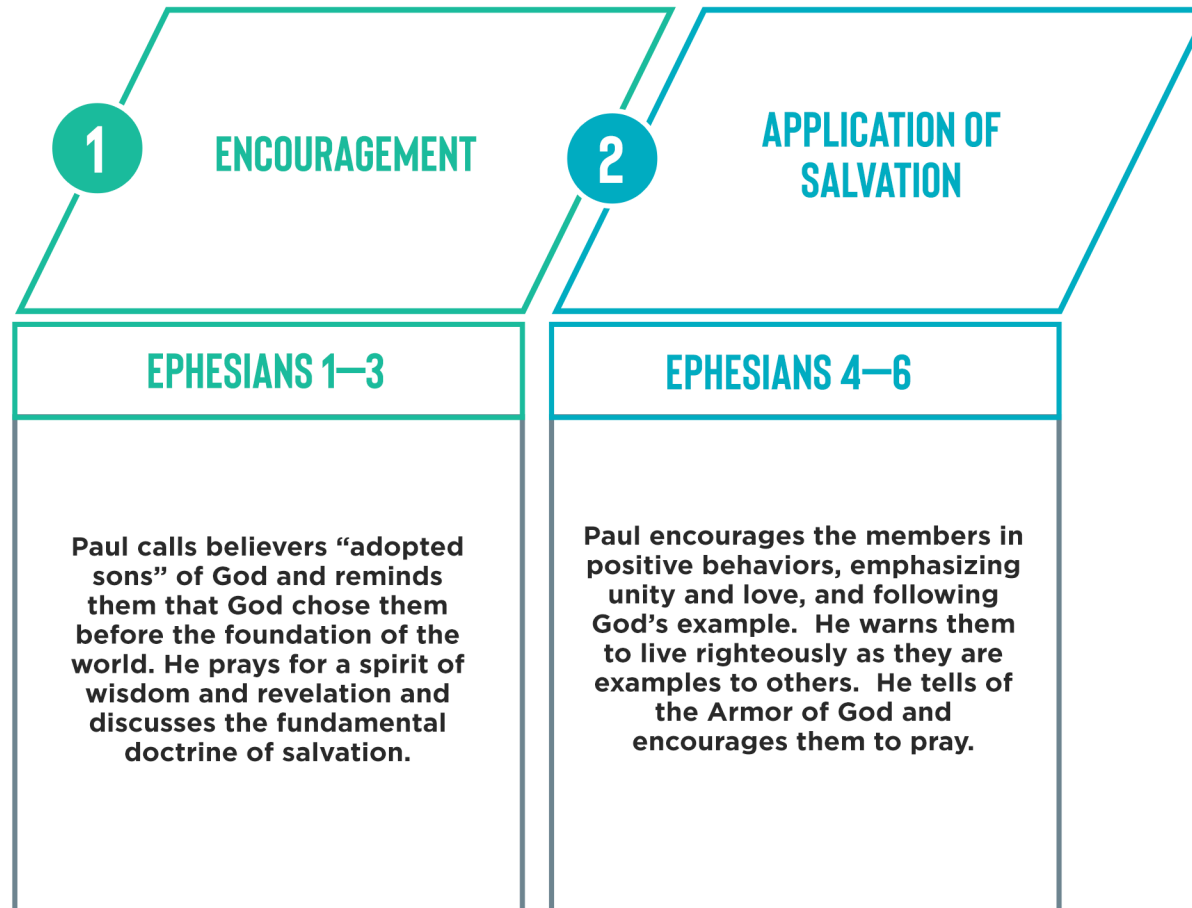 1
ENCOURAGEMENT
EPHESIANS 1—3
Paul calls believers “adopted
sons” of God and reminds
them that God chose them
before the foundation of the
world. He prays for a spirit of
wisdom and revelation and
discusses the fundamental
doctrine of salvation.
2
APPLICATION OF
SALVATION
EPHESIANS 4—6
Paul encourages the members in
positive behaviors, emphasizing
unity and love, and following
God’s example.  He warns them
to live righteously as they are
examples to others.  He tells of
the Armor of God and
encourages them to pray.